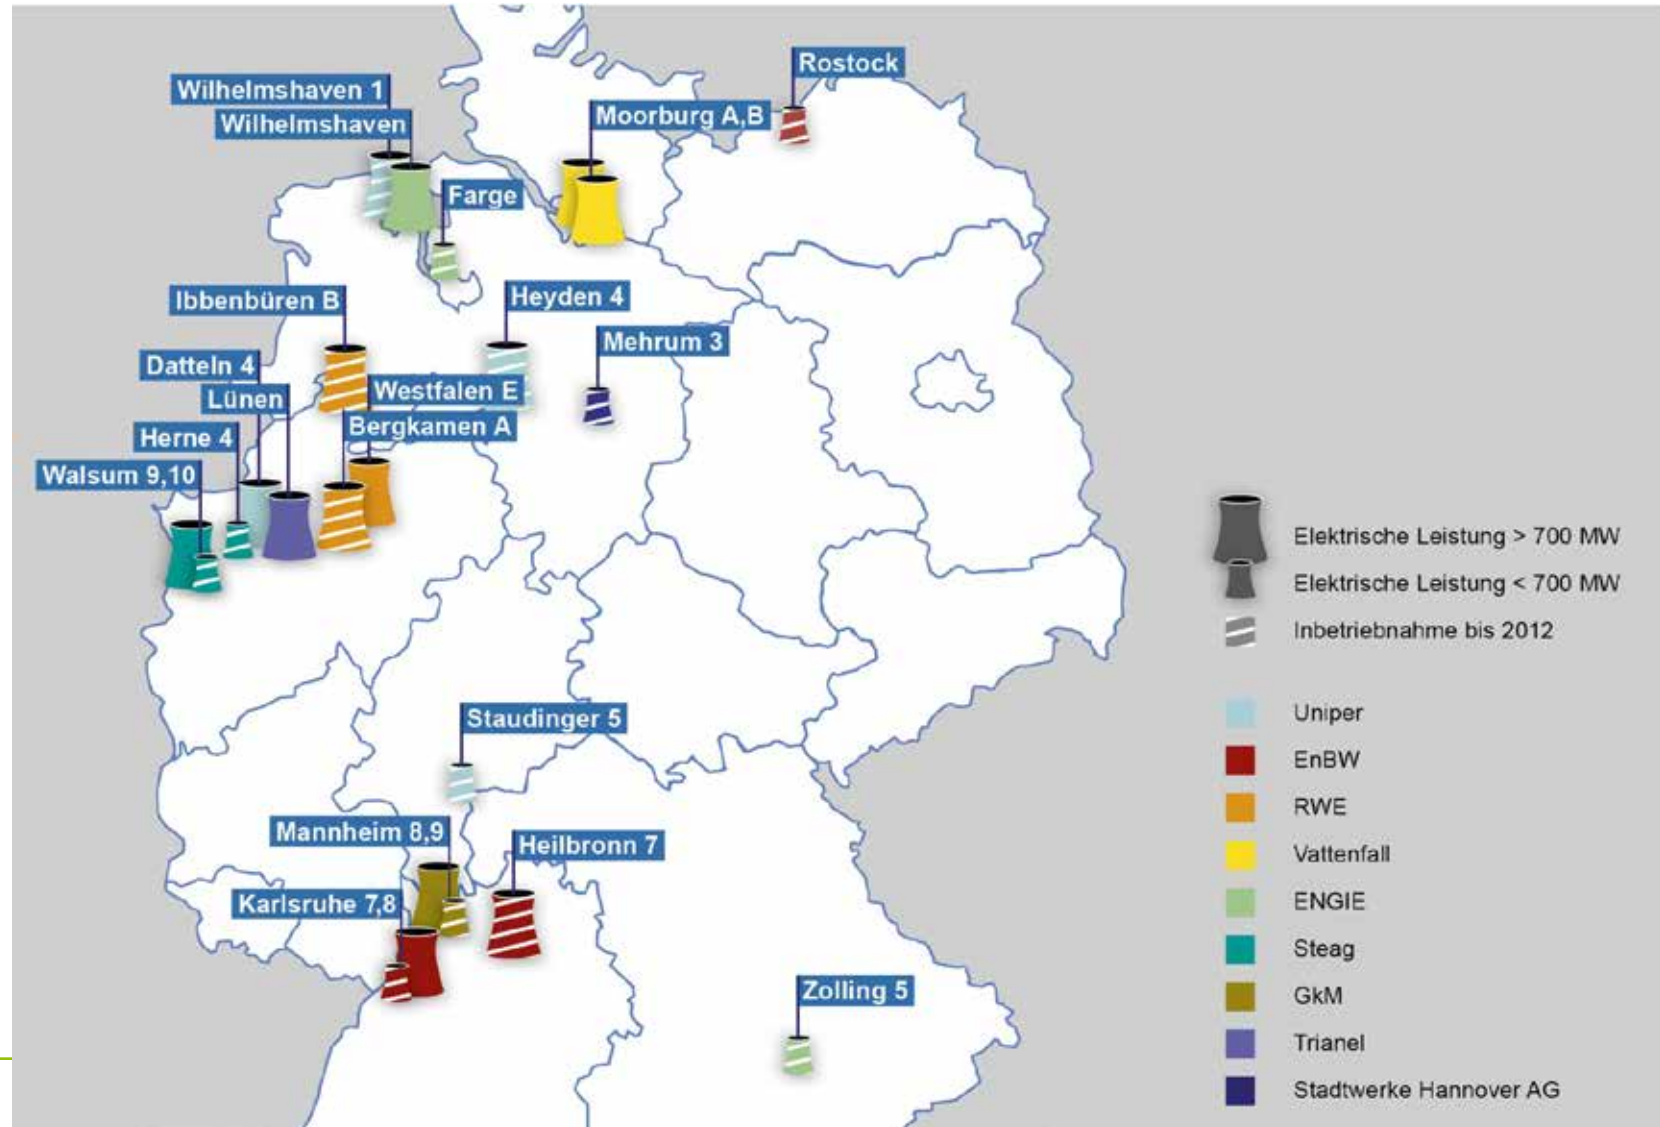 Rostock
Wilhelmshaven 1
Moorburg A,B
Wilhelmshaven
Farge
Ibbenbüren B
Heyden 4
Mehrum 3
Datteln 4
Westfalen E
Lünen
Bergkamen A
Herne 4
Walsum 9,10
Elektrische Leistung > 700 MW
Elektrische Leistung < 700 MW
Inbetriebnahme bis 2012
Staudinger 5
Uniper
EnBW
RWE
Mannheim 8,9
Heilbronn 7
Vattenfall
Karlsruhe 7,8
ENGIE
Steag
Zolling 5
GkM
Trianel
Stadtwerke Hannover AG